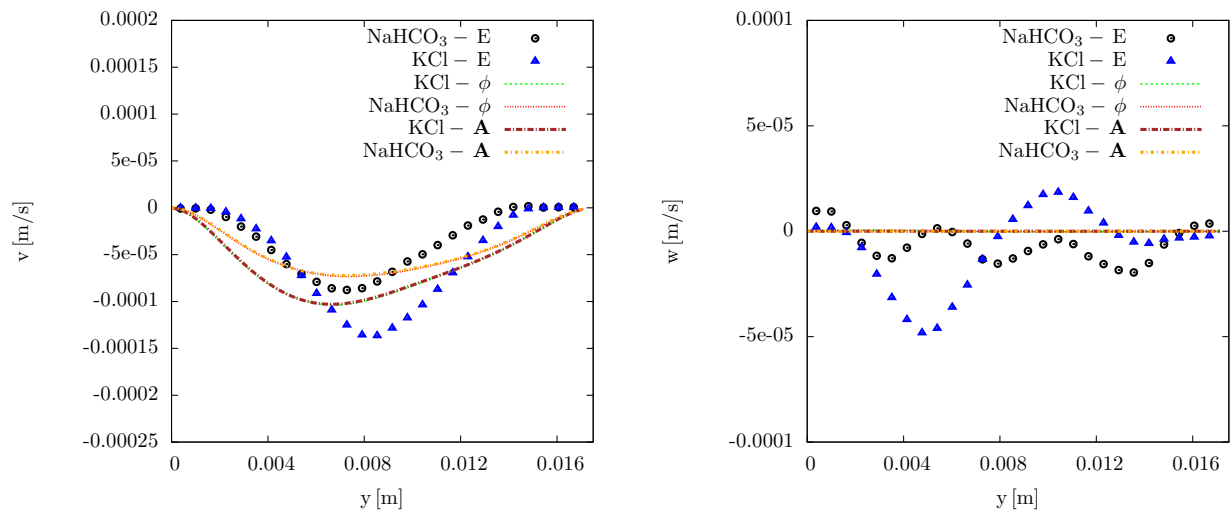 0.0002
0.00015
0.0001
5e-05
0
-5e-05
-0.0001
-0.00015
-0.0002
-0.00025
0
0.004
0.008
0.012
0.016
v [m/s]
y [m]
NaHCO₃ − E
KCl − E
KCl − ϕ
NaHCO₃ − ϕ
KCl − A
NaHCO₃ − A
0.0001
5e-05
0
-5e-05
-0.0001
0
0.004
0.008
0.012
0.016
w [m/s]
y [m]
NaHCO₃ − E
KCl − E
KCl − ϕ
NaHCO₃ − ϕ
KCl − A
NaHCO₃ − A